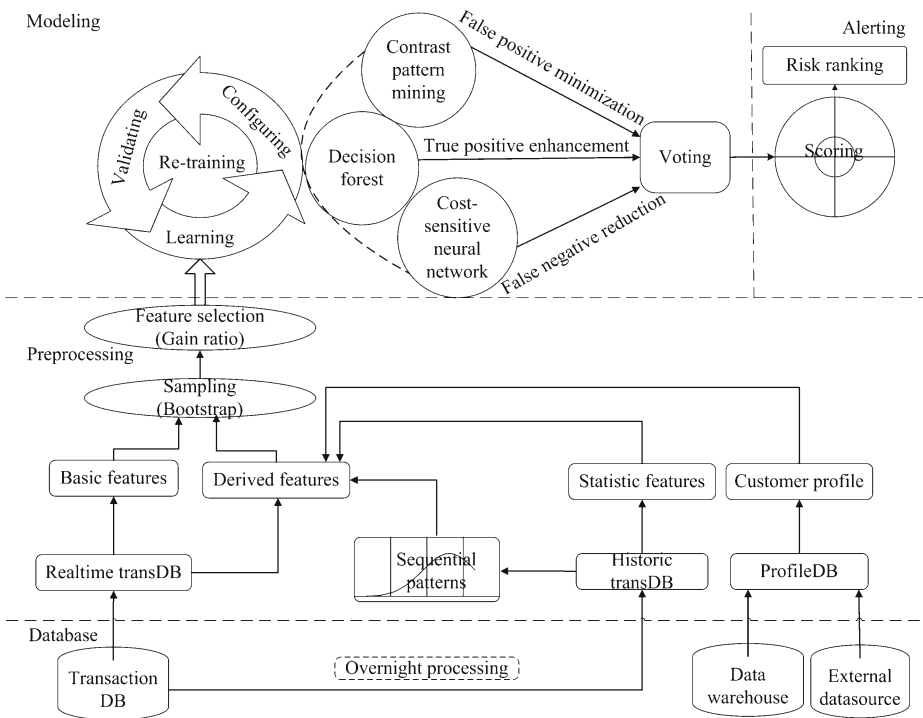 Modeling
Alerting
Contrast
pattern
mining
False positive minimization
Risk ranking
Configuring
Validating
Re-training
Learning
Decision
forest
True positive enhancement
Voting
Scoring
Cost-
sensitive
neural
network
False negative reduction
Feature selection
(Gain ratio)
Preprocessing
Sampling
(Bootstrap)
Basic features
Derived features
Statistic features
Customer profile
Realtime transDB
Sequential
patterns
Historic
transDB
ProfileDB
Database
Transaction
DB
Overnight processing
Data
warehouse
External
datasource